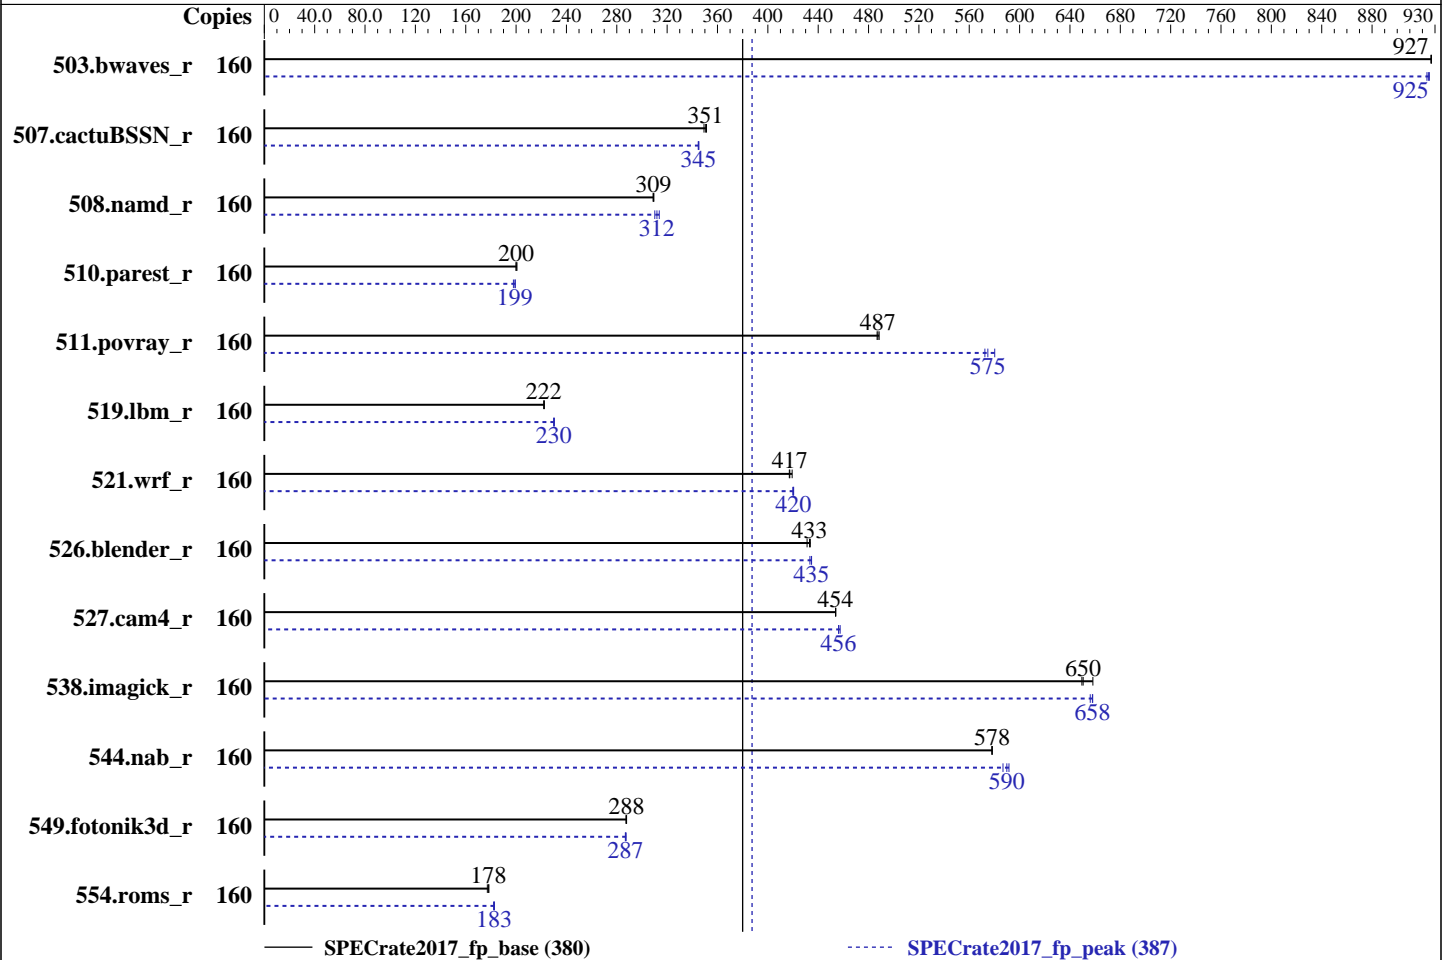 Copies 0 40.0 80.0 120 160 200 240 280 320 360 400 440 480 520 560 600 640 680 720 760 800 840 880 930
503.bwaves_r 160 927
925
507.cactuBSSN_r 160 351
345
508.namd_r 160 309
312
510.parest_r 160 200
199
511.povray_r 160 487
575
519.lbm_r 160 222
230
521.wrf_r 160 417
420
526.blender_r 160 433
435
527.cam4_r 160 454
456
538.imagick_r 160 650
658
544.nab_r 160 578
590
549.fotonik3d_r 160 288
287
554.roms_r 160 178
183
SPECrate2017_fp_base (380) SPECrate2017_fp_peak (387)